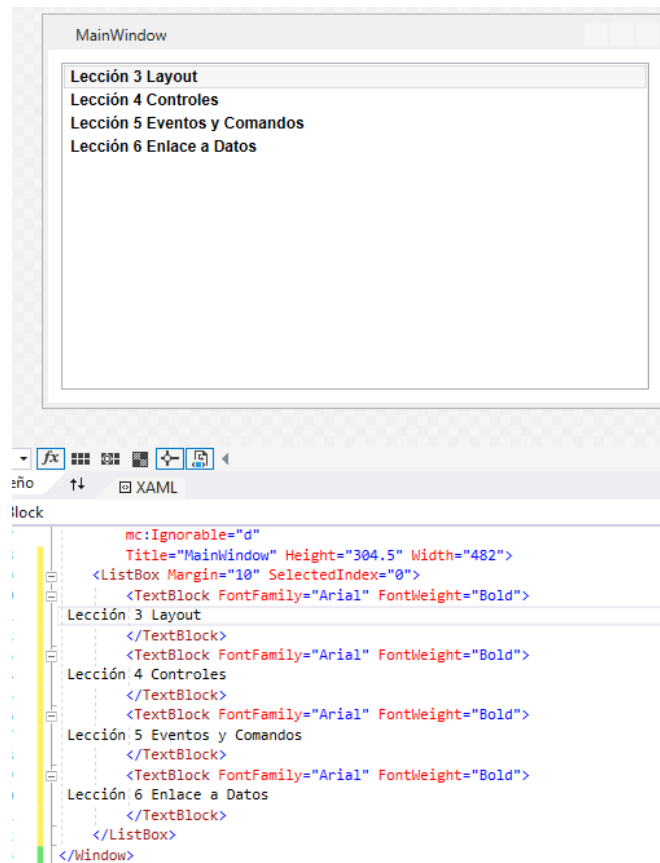 MainWindow
Lección 3 Layout
Lección 4 Controles
Lección 5 Eventos y Comandos
Lección 6 Enlace a Datos
fx
eño
XAML
Block
mc:Ignorable="d"
Title="MainWindow" Height="304.5" Width="482">
<ListBox Margin="10" SelectedIndex="0">
<TextBlock FontFamily="Arial" FontWeight="Bold">
Lección 3 Layout
</TextBlock>
<TextBlock FontFamily="Arial" FontWeight="Bold">
Lección 4 Controles
</TextBlock>
<TextBlock FontFamily="Arial" FontWeight="Bold">
Lección 5 Eventos y Comandos
</TextBlock>
<TextBlock FontFamily="Arial" FontWeight="Bold">
Lección 6 Enlace a Datos
</TextBlock>
</ListBox>
</Window>